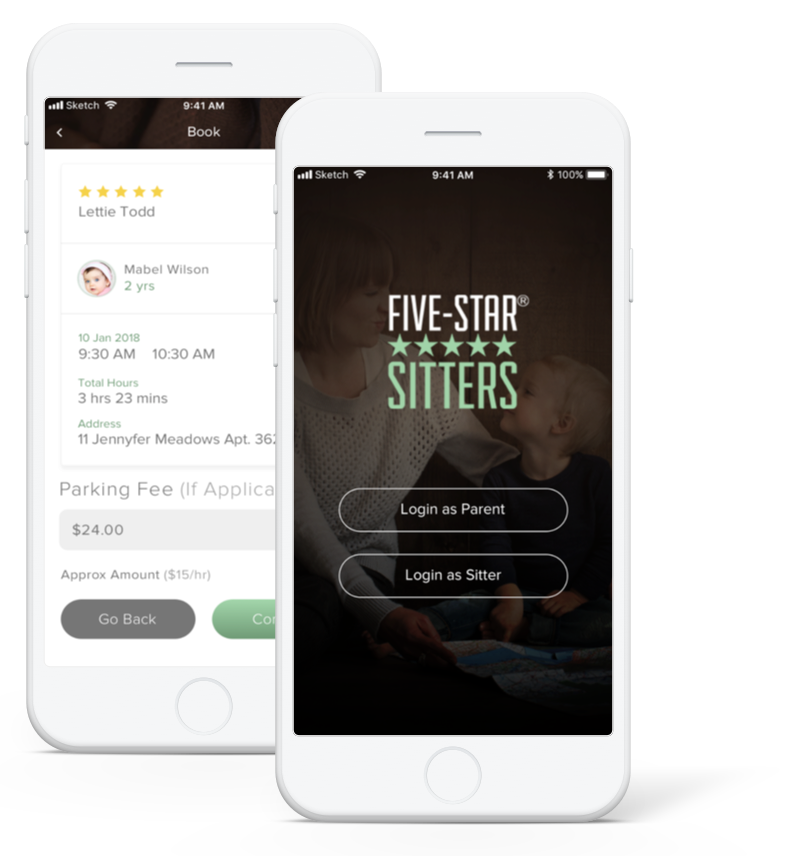 Sketch 9:41 AM
Book
Lettie Todd
Mabel Wilson
2 yrs
10 Jan 2018
9:30 AM 10:30 AM
Total Hours
3 hrs 23 mins
Address
11 Jennyfer Meadows Apt. 362
Parking Fee (If Applica
$24.00
Approx Amount ($15/hr)
Go Back
Sketch 9:41 AM 100%
FIVE-STAR®
SITTERS
Login as Parent
Login as Sitter